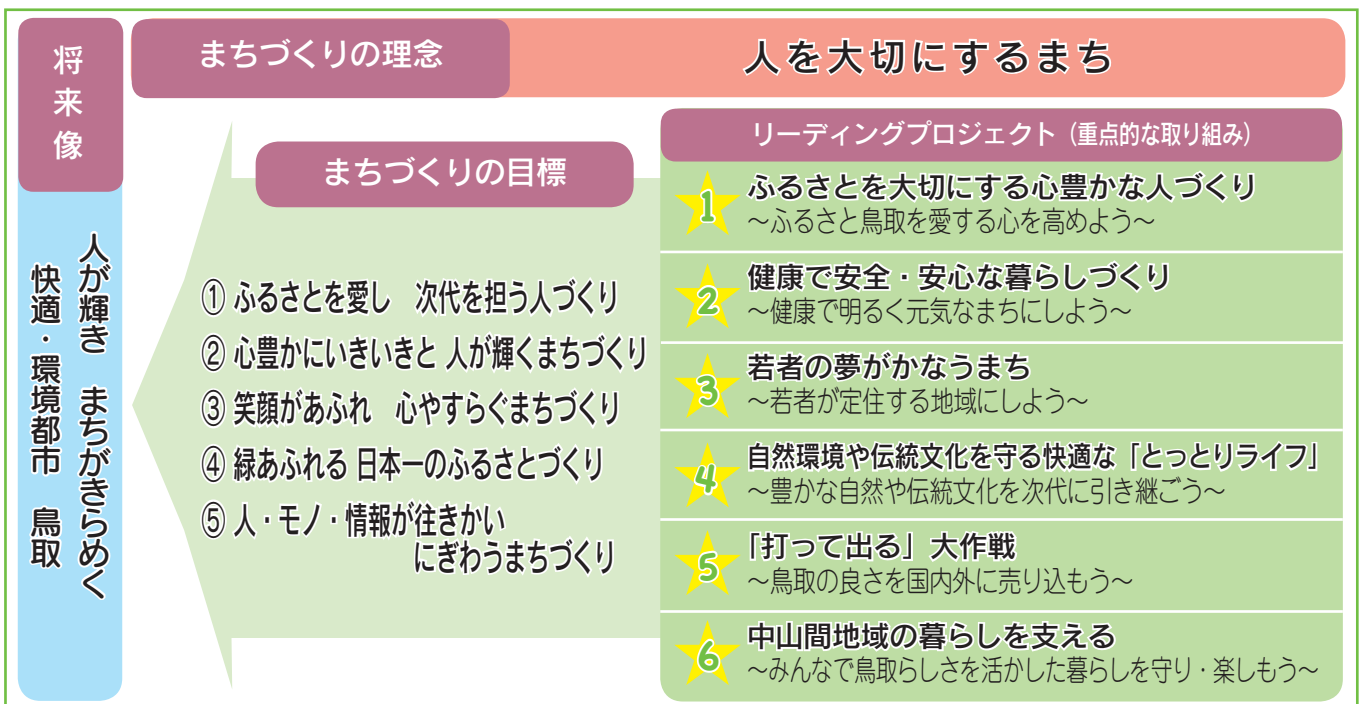 将来像
人が輝き　まちがきらめく
快適・環境都市　鳥取
まちづくりの理念
人を大切にするまち
まちづくりの目標
① ふるさとを愛し　次代を担う人づくり
② 心豊かにいきいきと 人が輝くまちづくり
③ 笑顔があふれ　心やすらぐまちづくり
④ 緑あふれる 日本一のふるさとづくり
⑤ 人・モノ・情報が往きかい
にぎわうまちづくり
リーディングプロジェクト（重点的な取り組み）
1 ふるさとを大切にする心豊かな人づくり
～ふるさと鳥取を愛する心を高めよう～
2 健康で安全・安心な暮らしづくり
～健康で明るく元気なまちにしよう～
3 若者の夢がかなうまち
～若者が定住する地域にしよう～
4 自然環境や伝統文化を守る快適な「とっとりライフ」
～豊かな自然や伝統文化を次代に引き継ごう～
5 「打って出る」大作戦
～鳥取の良さを国内外に売り込もう～
6 中山間地域の暮らしを支える
～みんなで鳥取らしさを活かした暮らしを守り・楽しもう～